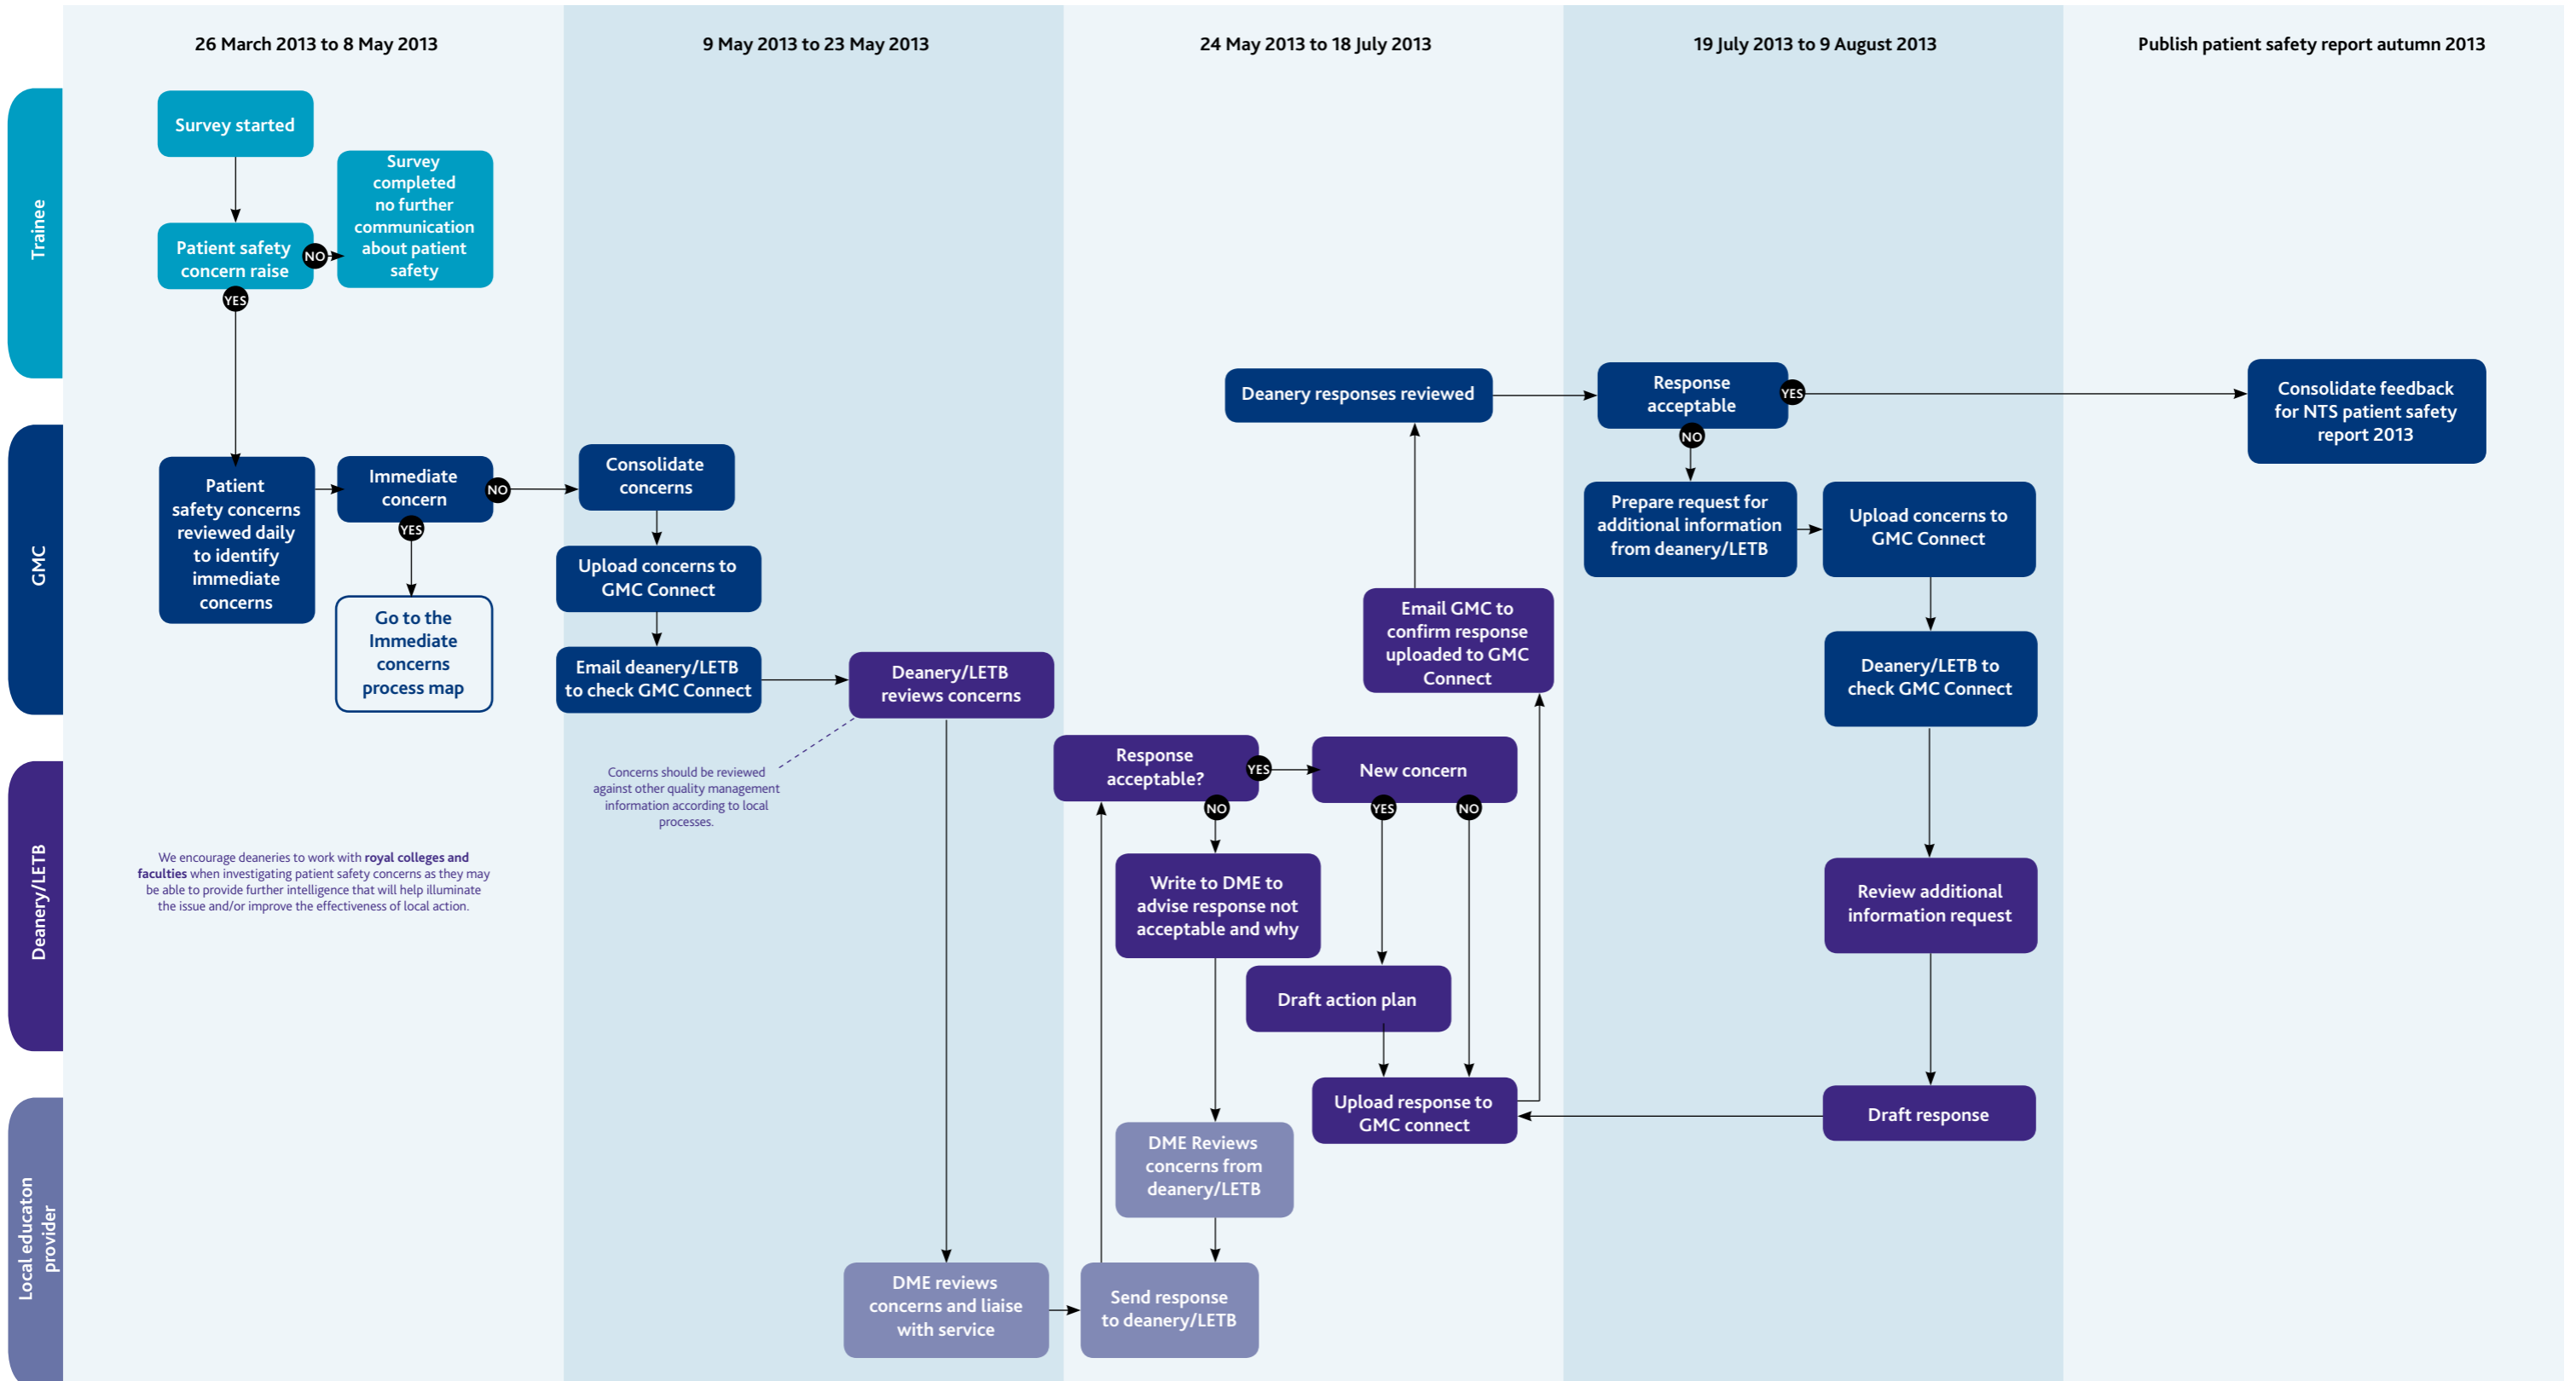 26 March 2013 to 8 May 2013
9 May 2013 to 23 May 2013
24 May 2013 to 18 July 2013
19 July 2013 to 9 August 2013
Publish patient safety report autumn 2013
Trainee
Survey started
Survey
completed
no further
communication
about patient
safety
Patient safety
concern raise
NO
YES
GMC
Patient
safety concerns
reviewed daily
to identify
immediate
concerns
Immediate
concern
NO
YES
Go to the
Immediate
concerns
process map
Consolidate
concerns
Upload concerns to
GMC Connect
Email deanery/LETB
to check GMC Connect
Deanery responses reviewed
Response
acceptable
YES
NO
Consolidate feedback
for NTS patient safety
report 2013
Prepare request for
additional information
from deanery/LETB
Upload concerns to
GMC Connect
Deanery/LETB to
check GMC Connect
Email GMC to
confirm response
uploaded to GMC
Connect
Deanery/LETB
Deanery/LETB
reviews concerns
Concerns should be reviewed
against other quality management
information according to local
processes.
We encourage deaneries to work with royal colleges and
faculties when investigating patient safety concerns as they may
be able to provide further intelligence that will help illuminate
the issue and/or improve the effectiveness of local action.
Response
acceptable?
YES
NO
New concern
YES
NO
Write to DME to
advise response not
acceptable and why
Draft action plan
Upload response to
GMC connect
Review additional
information request
Draft response
Local educaton
provider
DME Reviews
concerns from
deanery/LETB
DME reviews
concerns and liaise
with service
Send response
to deanery/LETB